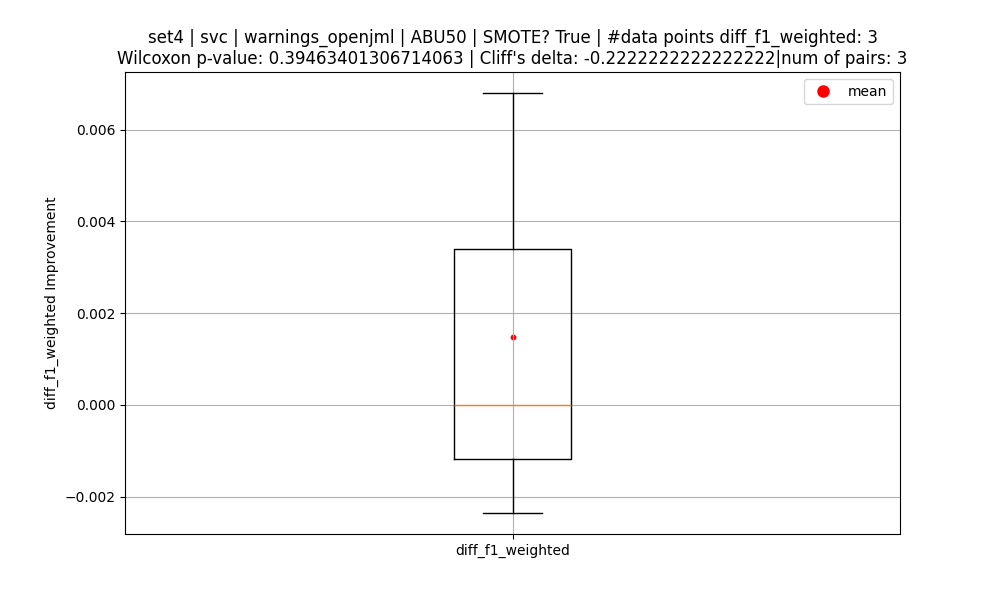 set4 | svc | warnings_openjml | ABU50 | SMOTE? True | #data points diff_f1_weighted: 3
Wilcoxon p-value: 0.39463401306714063 | Cliff's delta: -0.2222222222222222|num of pairs: 3
mean
0.006
0.004
0.002
0.000
−0.002
diff_f1_weighted Improvement
diff_f1_weighted